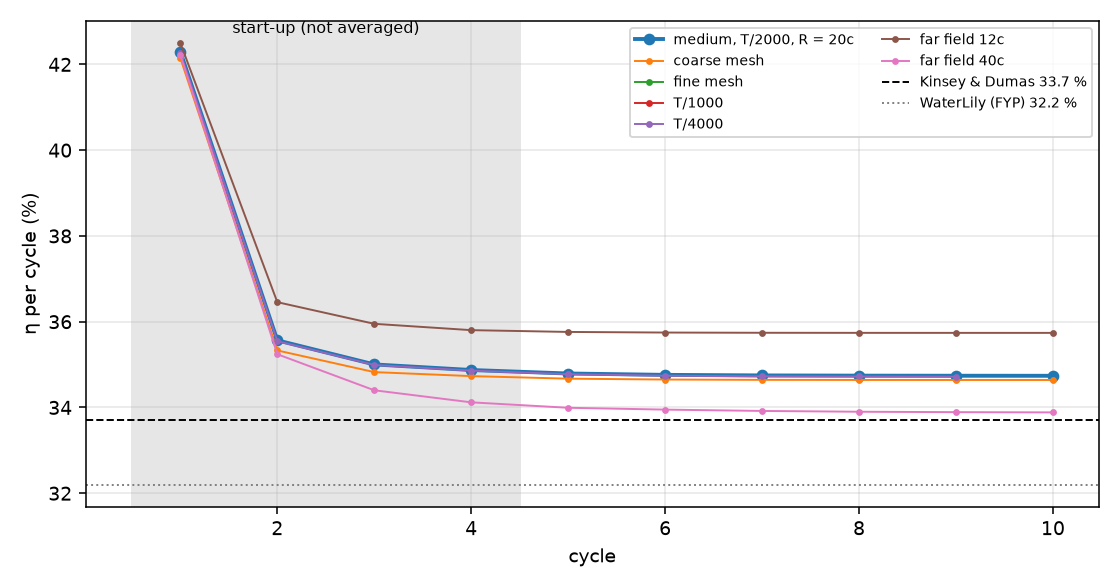 start-up (not averaged)
medium, T/2000, R = 20c
coarse mesh
fine mesh
T/1000
T/4000
far field 12c
far field 40c
Kinsey & Dumas 33.7 %
WaterLily (FYP) 32.2 %
η per cycle (%)
42
40
38
36
34
32
2 4 6 8 10
cycle